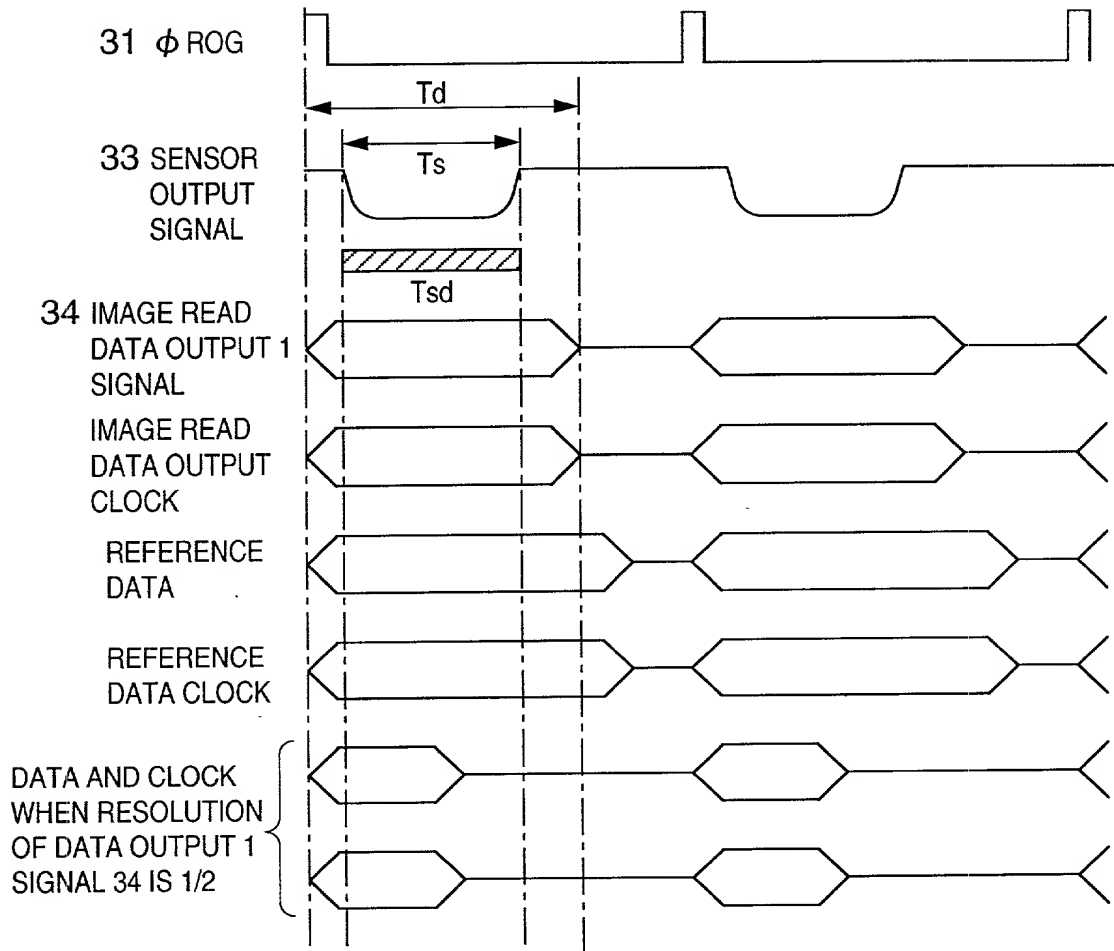 31 ϕ ROG
Td
33 SENSOR
OUTPUT
SIGNAL
Ts
Tsd
34 IMAGE READ
DATA OUTPUT 1
SIGNAL
IMAGE READ
DATA OUTPUT
CLOCK
REFERENCE
DATA
REFERENCE
DATA CLOCK
DATA AND CLOCK
WHEN RESOLUTION
OF DATA OUTPUT 1
SIGNAL 34 IS 1/2